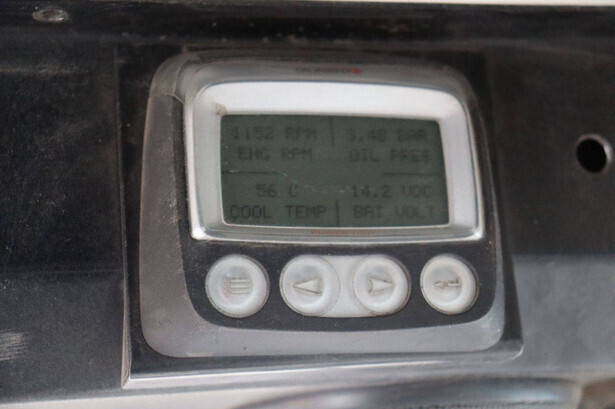 1152 RPM 3.48 BAR
ENG RPM OIL PRES
56 C 14.2 VDC
COOL TEMP BAT VOLT